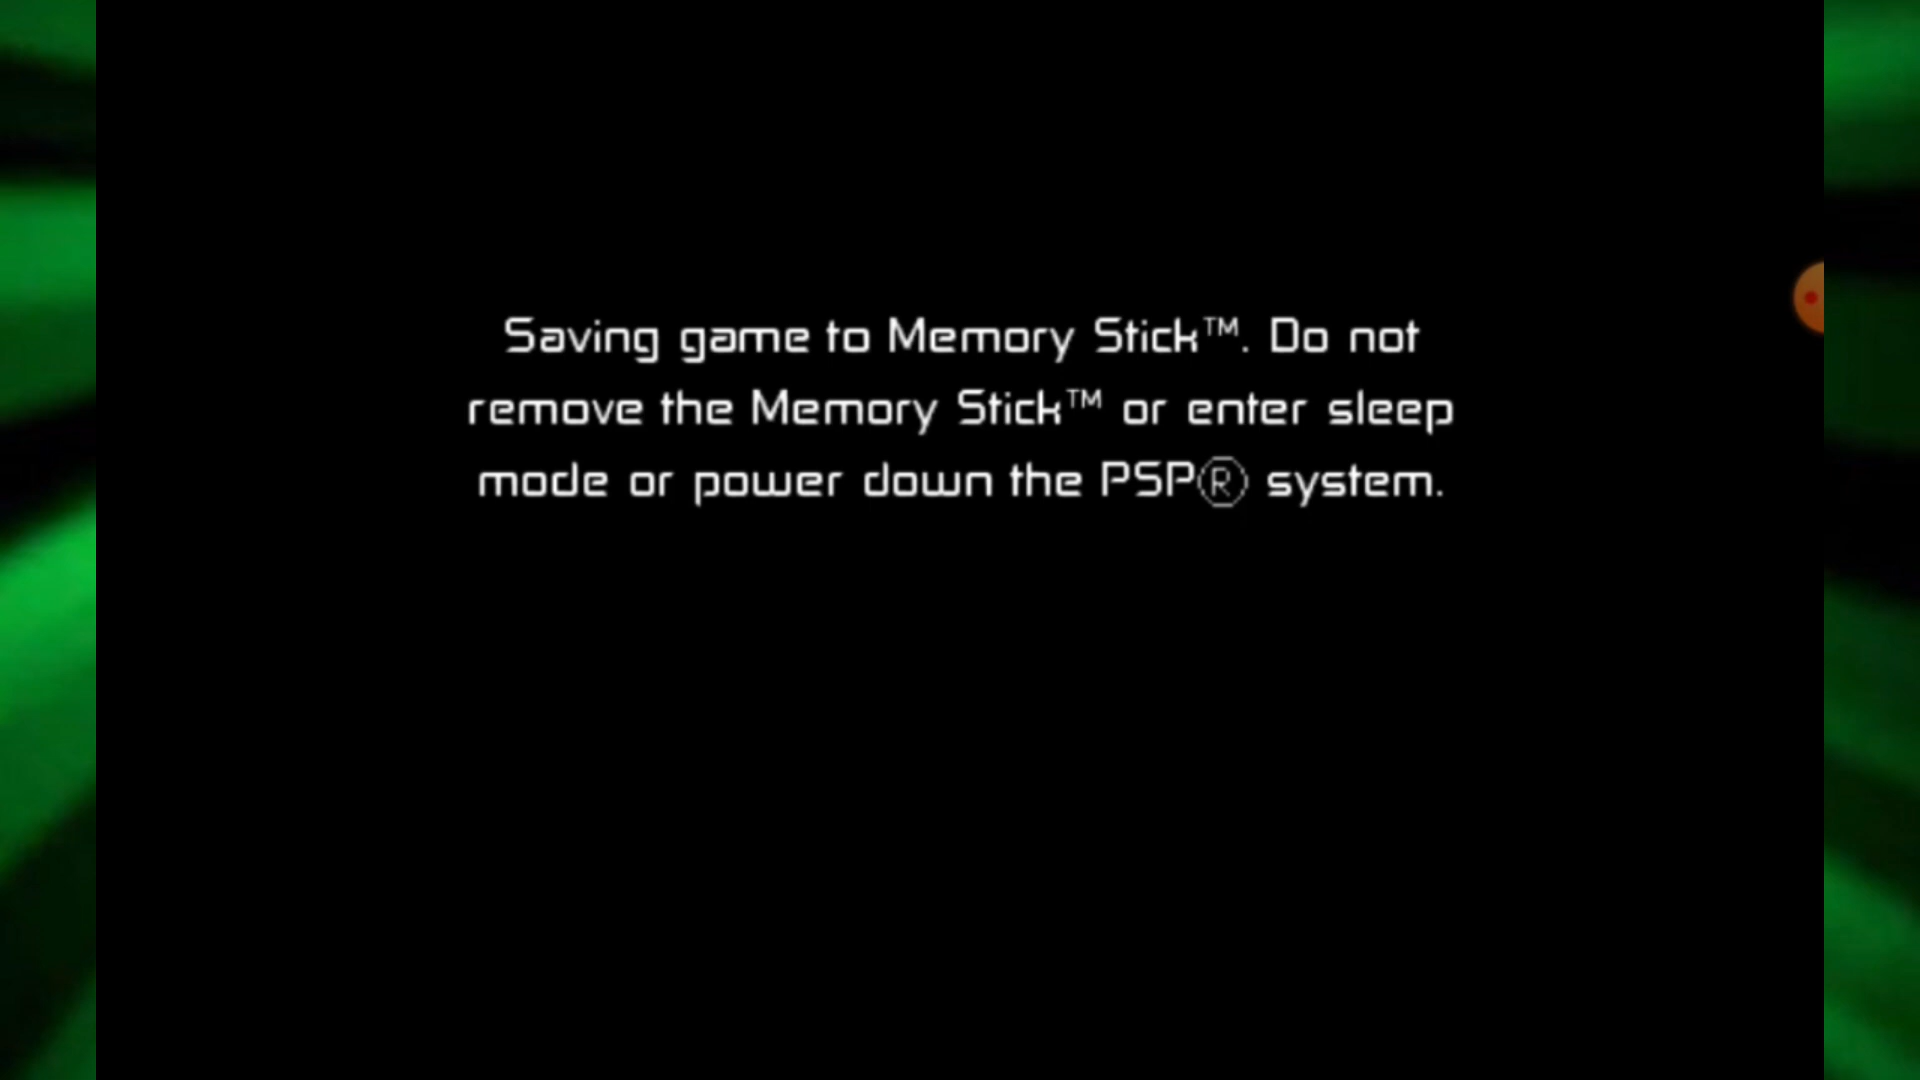 Saving game to Memory Stick™. Do not
remove the Memory Stick™ or enter sleep
mode or power down the PSP® system.